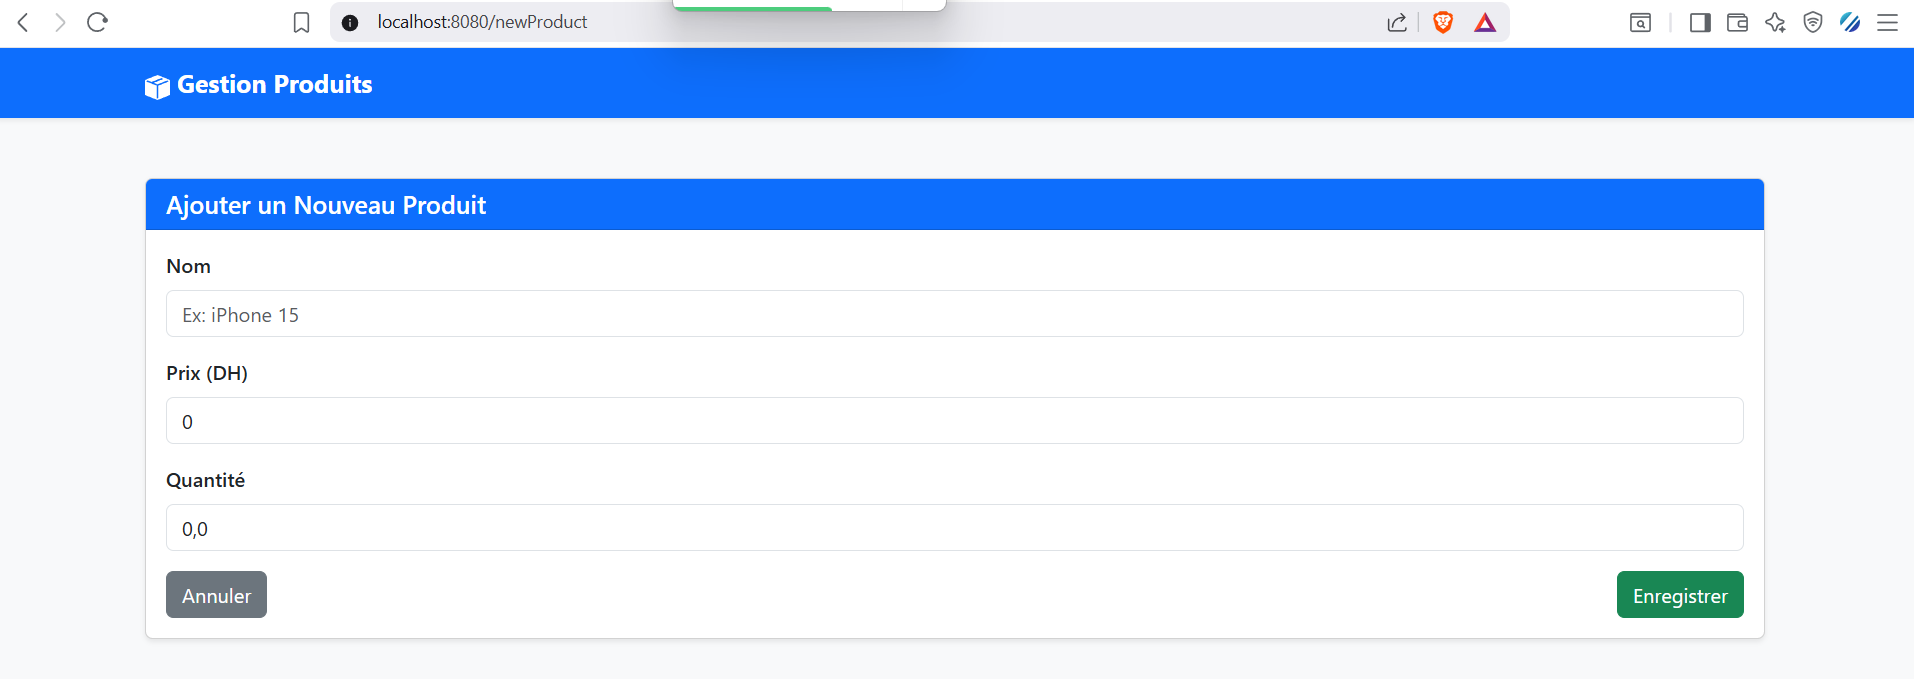 localhost:8080/newProduct
Gestion Produits
Ajouter un Nouveau Produit
Nom
Ex: iPhone 15
Prix (DH)
0
Quantité
0,0
Annuler
Enregistrer